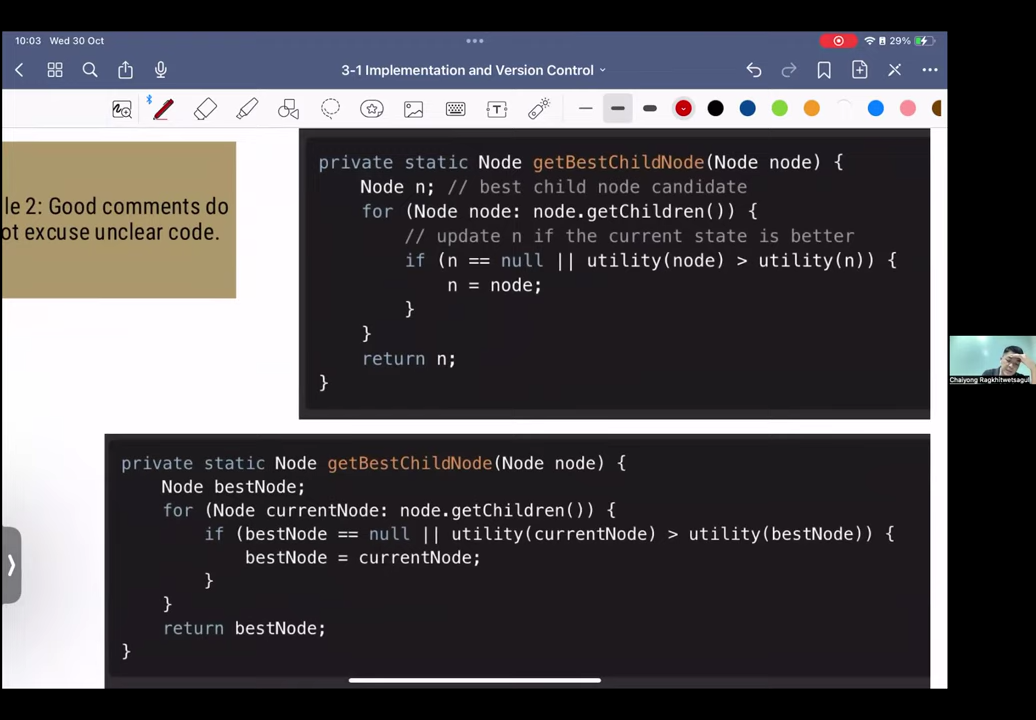 10:03 Wed 30 Oct
29%
3-1 Implementation and Version Control
le 2: Good comments do
ot excuse unclear code.
private static Node getBestChildNode(Node node) {
Node n; // best child node candidate
for (Node node: node.getChildren()) {
// update n if the current state is better
if (n == null || utility(node) > utility(n)) {
n = node;
}
}
return n;
}
private static Node getBestChildNode(Node node) {
Node bestNode;
for (Node currentNode: node.getChildren()) {
if (bestNode == null || utility(currentNode) > utility(bestNode)) {
bestNode = currentNode;
}
}
return bestNode;
}